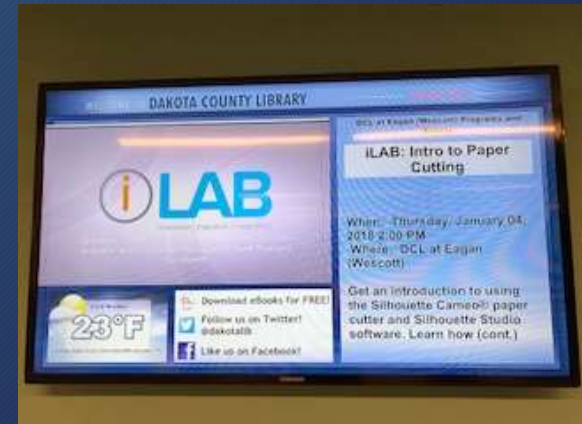 DAKOTA COUNTY LIBRARY
iLAB
23°F
Download eBooks for FREE!
Follow us on Twitter!
@dakotalib
Like us on Facebook!
DCL at Eagan (Wescott) Programs and
iLAB: Intro to Paper
Cutting
When: Thursday, January 04,
2018 2:00 PM
Where: DCL at Eagan
(Wescott)
Get an introduction to using
the Silhouette Cameo® paper
cutter and Silhouette Studio
software. Learn how (cont.)